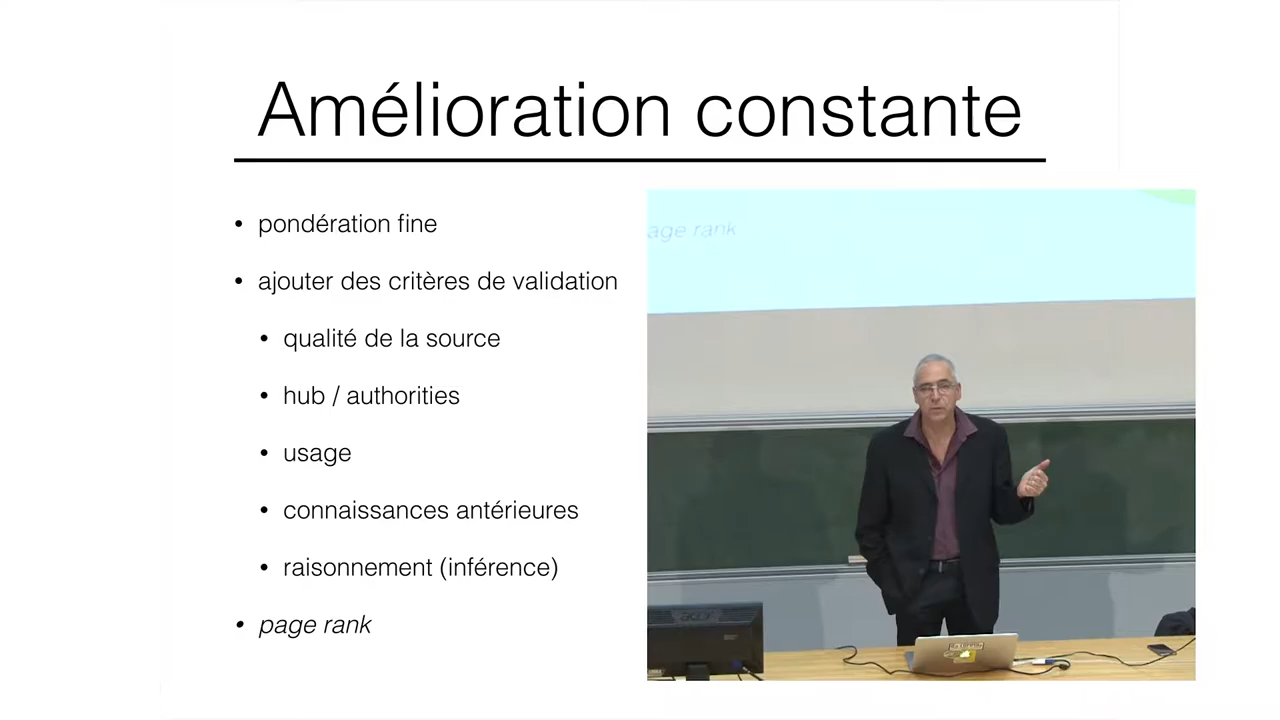 Amélioration constante
• pondération fine
• ajouter des critères de validation
• qualité de la source
• hub / authorities
• usage
• connaissances antérieures
• raisonnement (inférence)
• page rank
age rank
acer